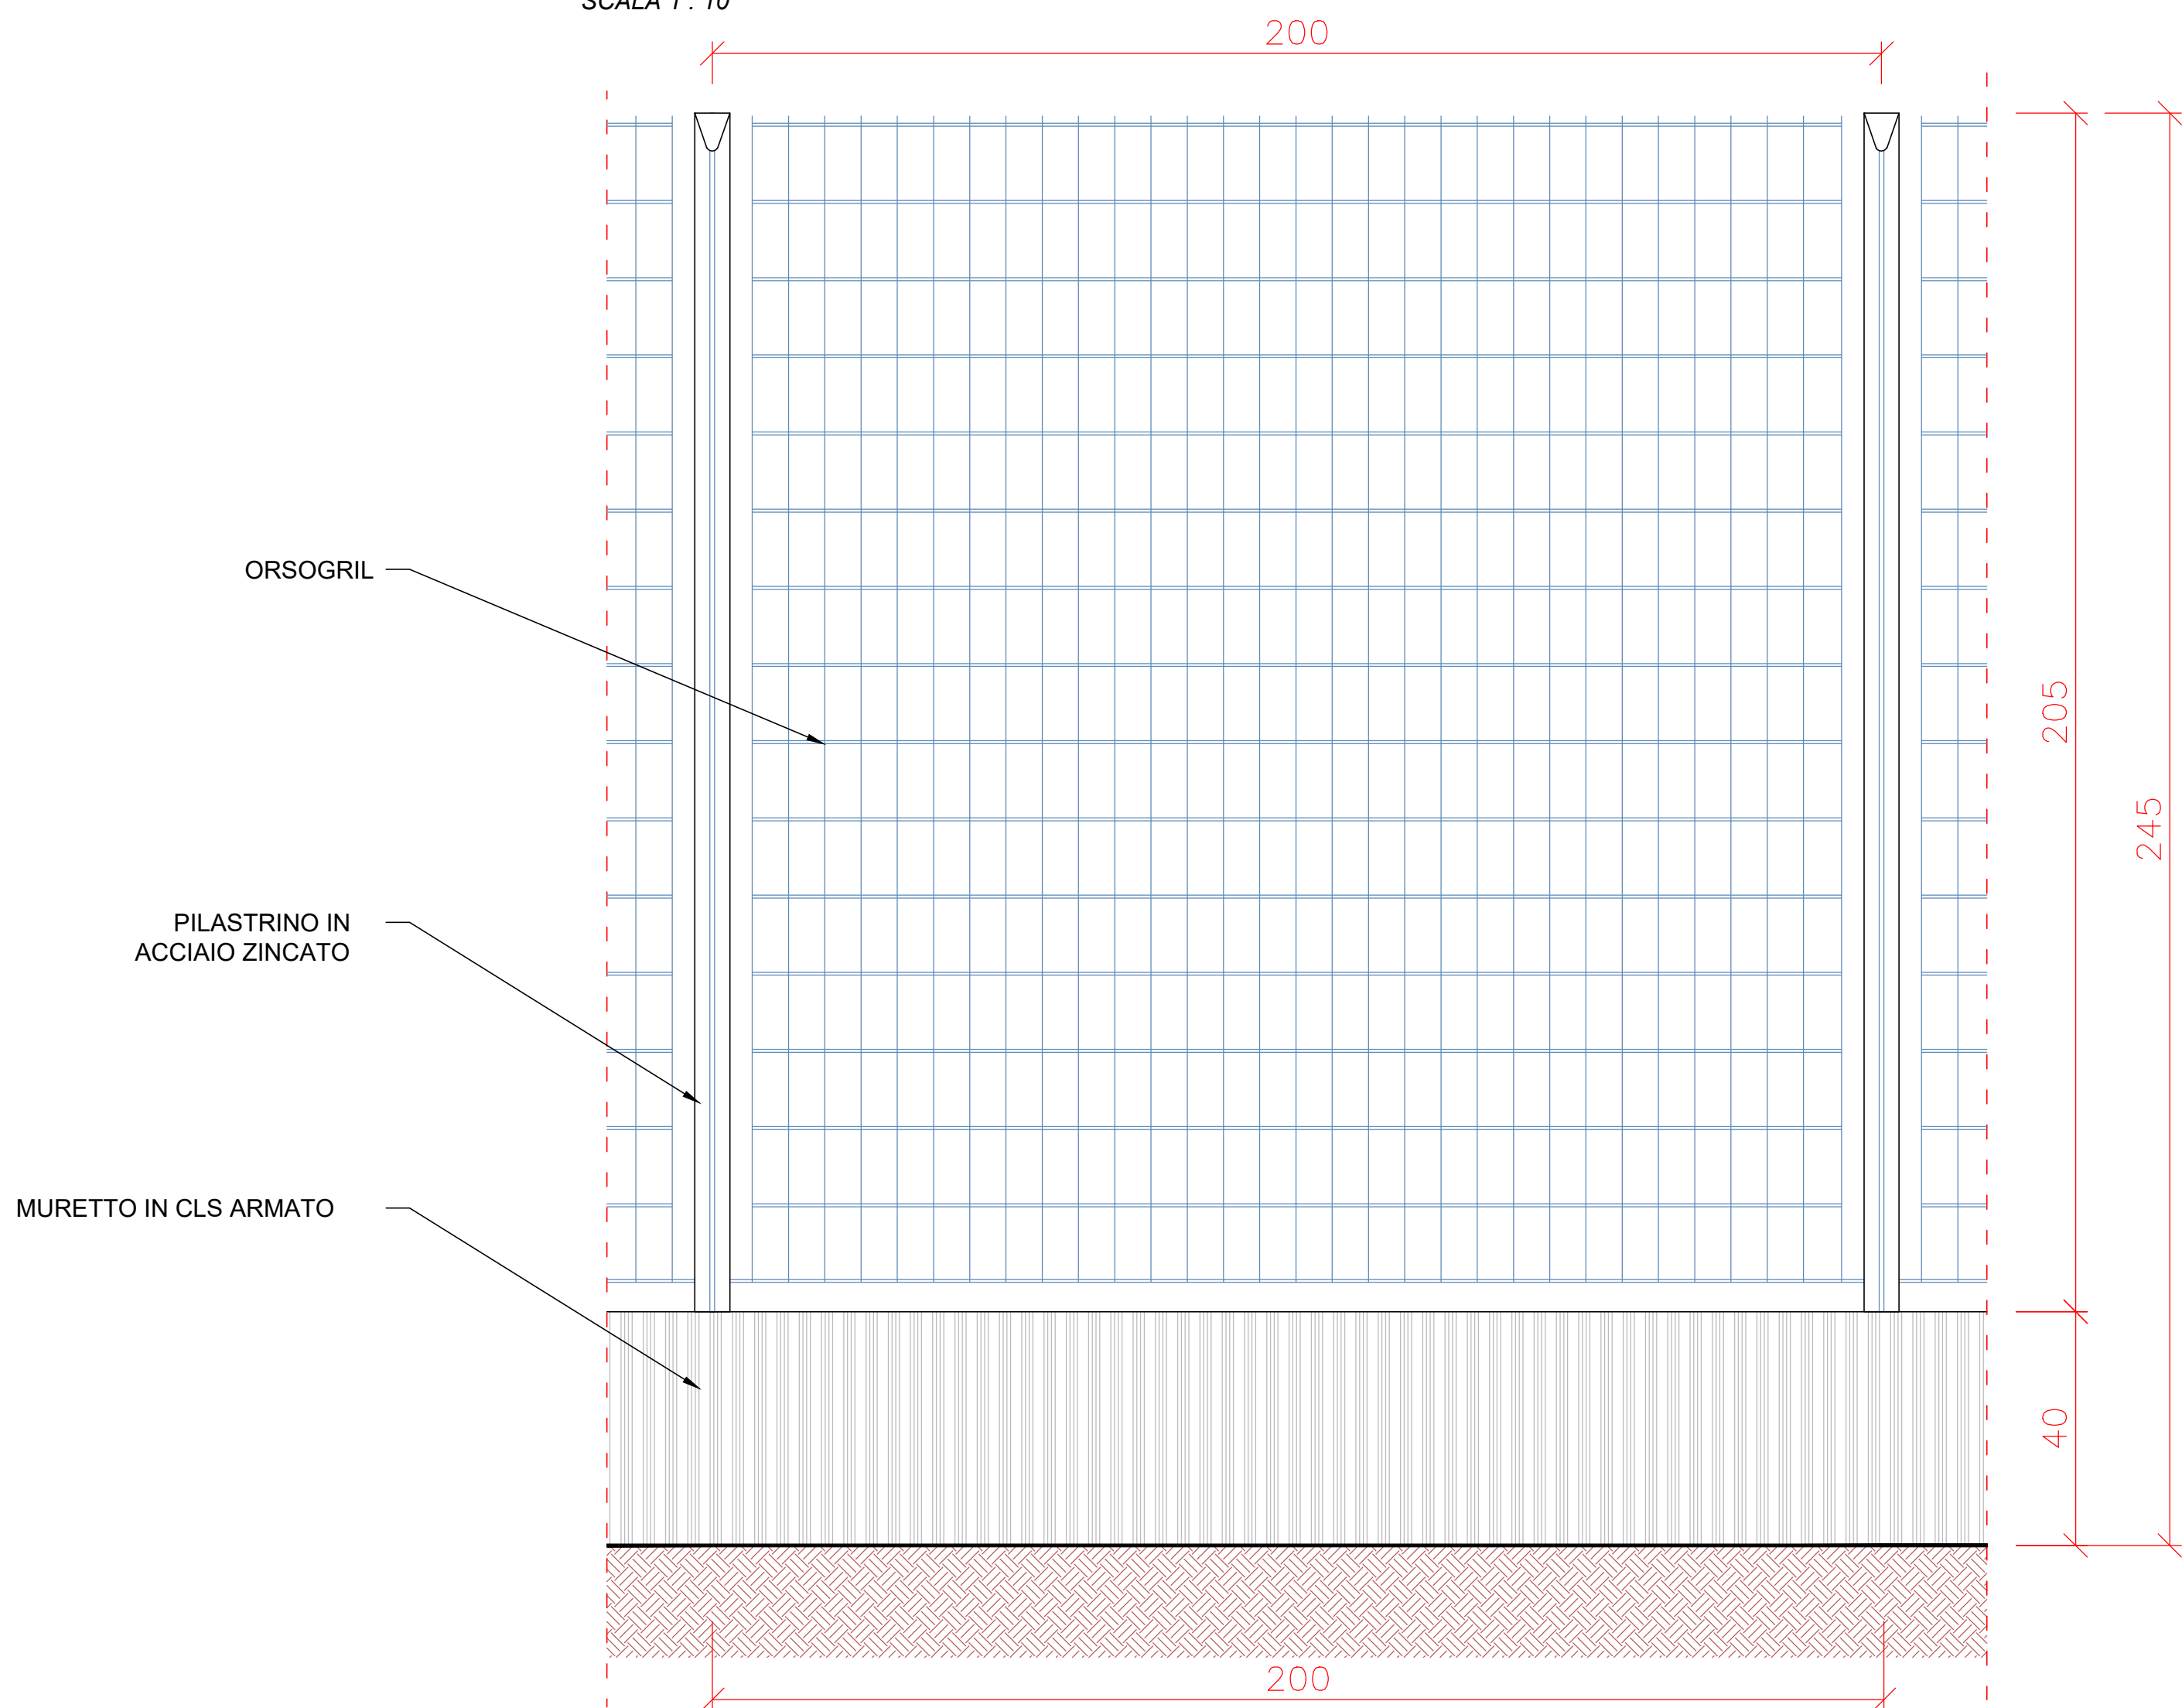 SCALA 1 : 10
200
ORSOGRIL
205
245
PILASTRINO IN
ACCIAIO ZINCATO
MURETTO IN CLS ARMATO
40
200